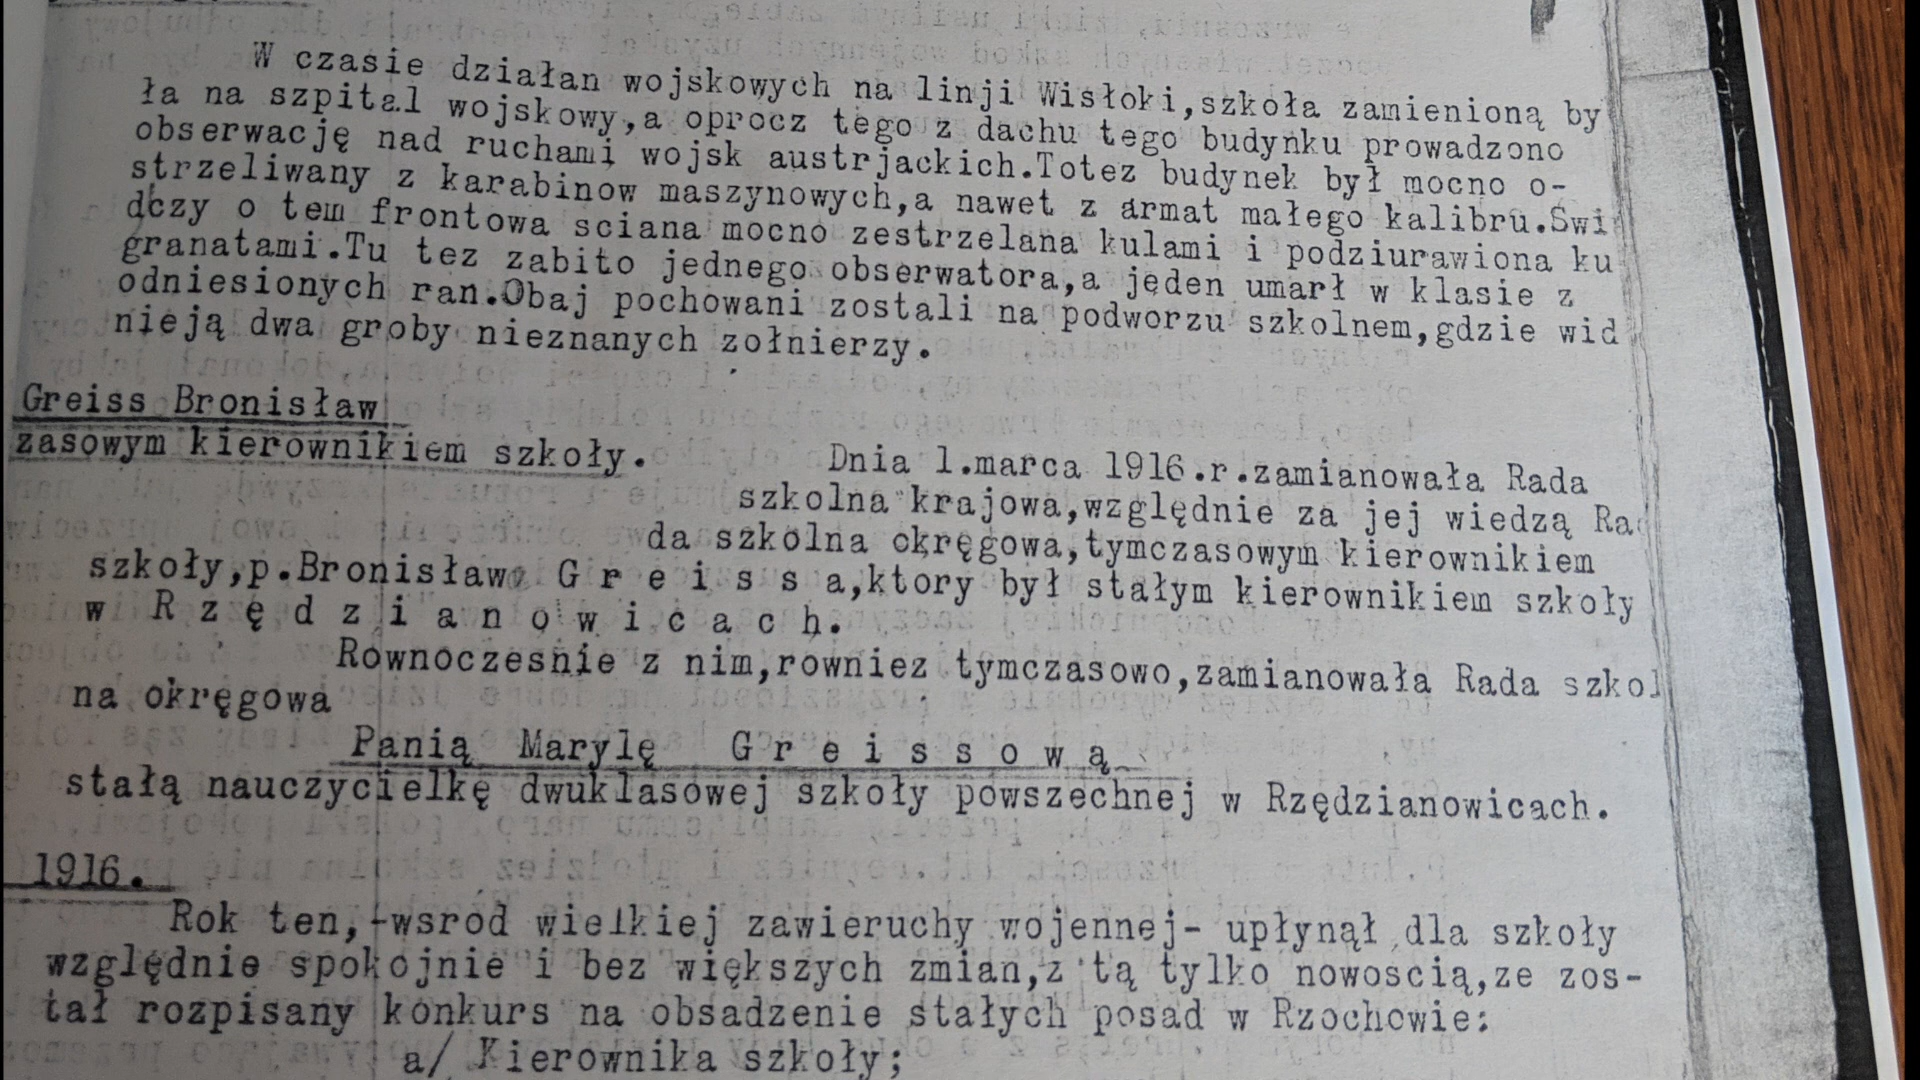 W czasie działan wojskowych na linji Wisłoki,szkoła zamienioną by
ła na szpital wojskowy,a oprocz tego z dachu tego budynku prowadzono
obserwację nad ruchami wojsk austrjackich.Totez budynek był mocno o-
strzeliwany z karabinow maszynowych,a nawet z armat małego kalibru.Swi
dczy o tem frontowa sciana mocno zestrzelana kulami i podziurawiona ku
granatami.Tu tez zabito jednego obserwatora,a jeden umarł w klasie z
odniesionych ran.Obaj pochowani zostali na podworzu szkolnem,gdzie wid
nieją dwa groby nieznanych zołnierzy.
Greiss Bronisław
zasowym kierownikiem szkoły.
Dnia 1.marca 1916.r.zamianowała Rada
szkolna krajowa,względnie za jej wiedzą Ra
da szkolna okręgowa,tymczasowym kierownikiem
szkoły,p.Bronisława G r e i s s a,ktory był stałym kierownikiem szkoły
w R z ę d z i a n o w i c a c h.
Rownoczesnie z nim,rowniez tymczasowo,zamianowała Rada szkol
na okręgowa
Panią Marylę G r e i s s o w ą
stałą nauczycielkę dwuklasowej szkoły powszechnej w Rzędzianowicach.
1916.
Rok ten,-wsrod wielkiej zawieruchy wojennej- upłynął dla szkoły
względnie spokojnie i bez większych zmian,z tą tylko nowoscią,ze zos-
tał rozpisany konkurs na obsadzenie stałych posad w Rzochowie:
a/ Kierownika szkoły;